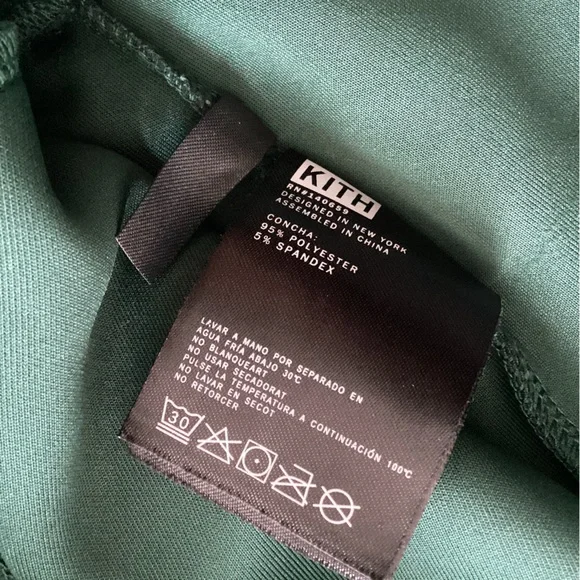 KITH
RN#140659
DESIGNED IN NEW YORK
ASSEMBLED IN CHINA
CONCHA:
95% POLYESTER
5% SPANDEX
LAVAR A MANO POR SEPARADO EN
AGUA FRÍA ABAJO 30℃
NO BLANQUEART
NO USAR SECADORAT
PULSE LA TEMPERATURA A CONTINUACIÓN 100℃
NO LAVAR EN SECOT
NO RETORCER
30